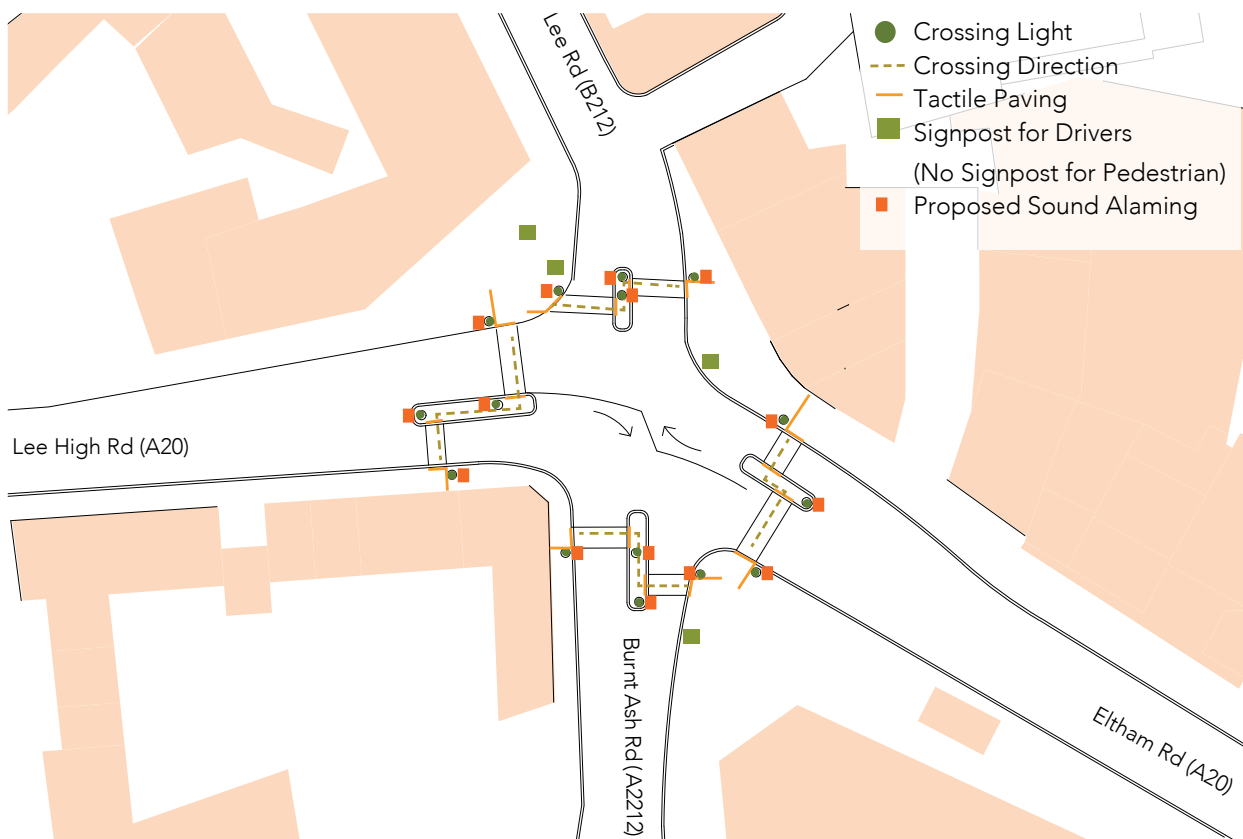 Crossing Light
Crossing Direction
Tactile Paving
Signpost for Drivers
(No Signpost for Pedestrian)
Proposed Sound Alaming
Lee Rd (B212)
Lee High Rd (A20)
Burnt Ash Rd (A2212)
Eltham Rd (A20)